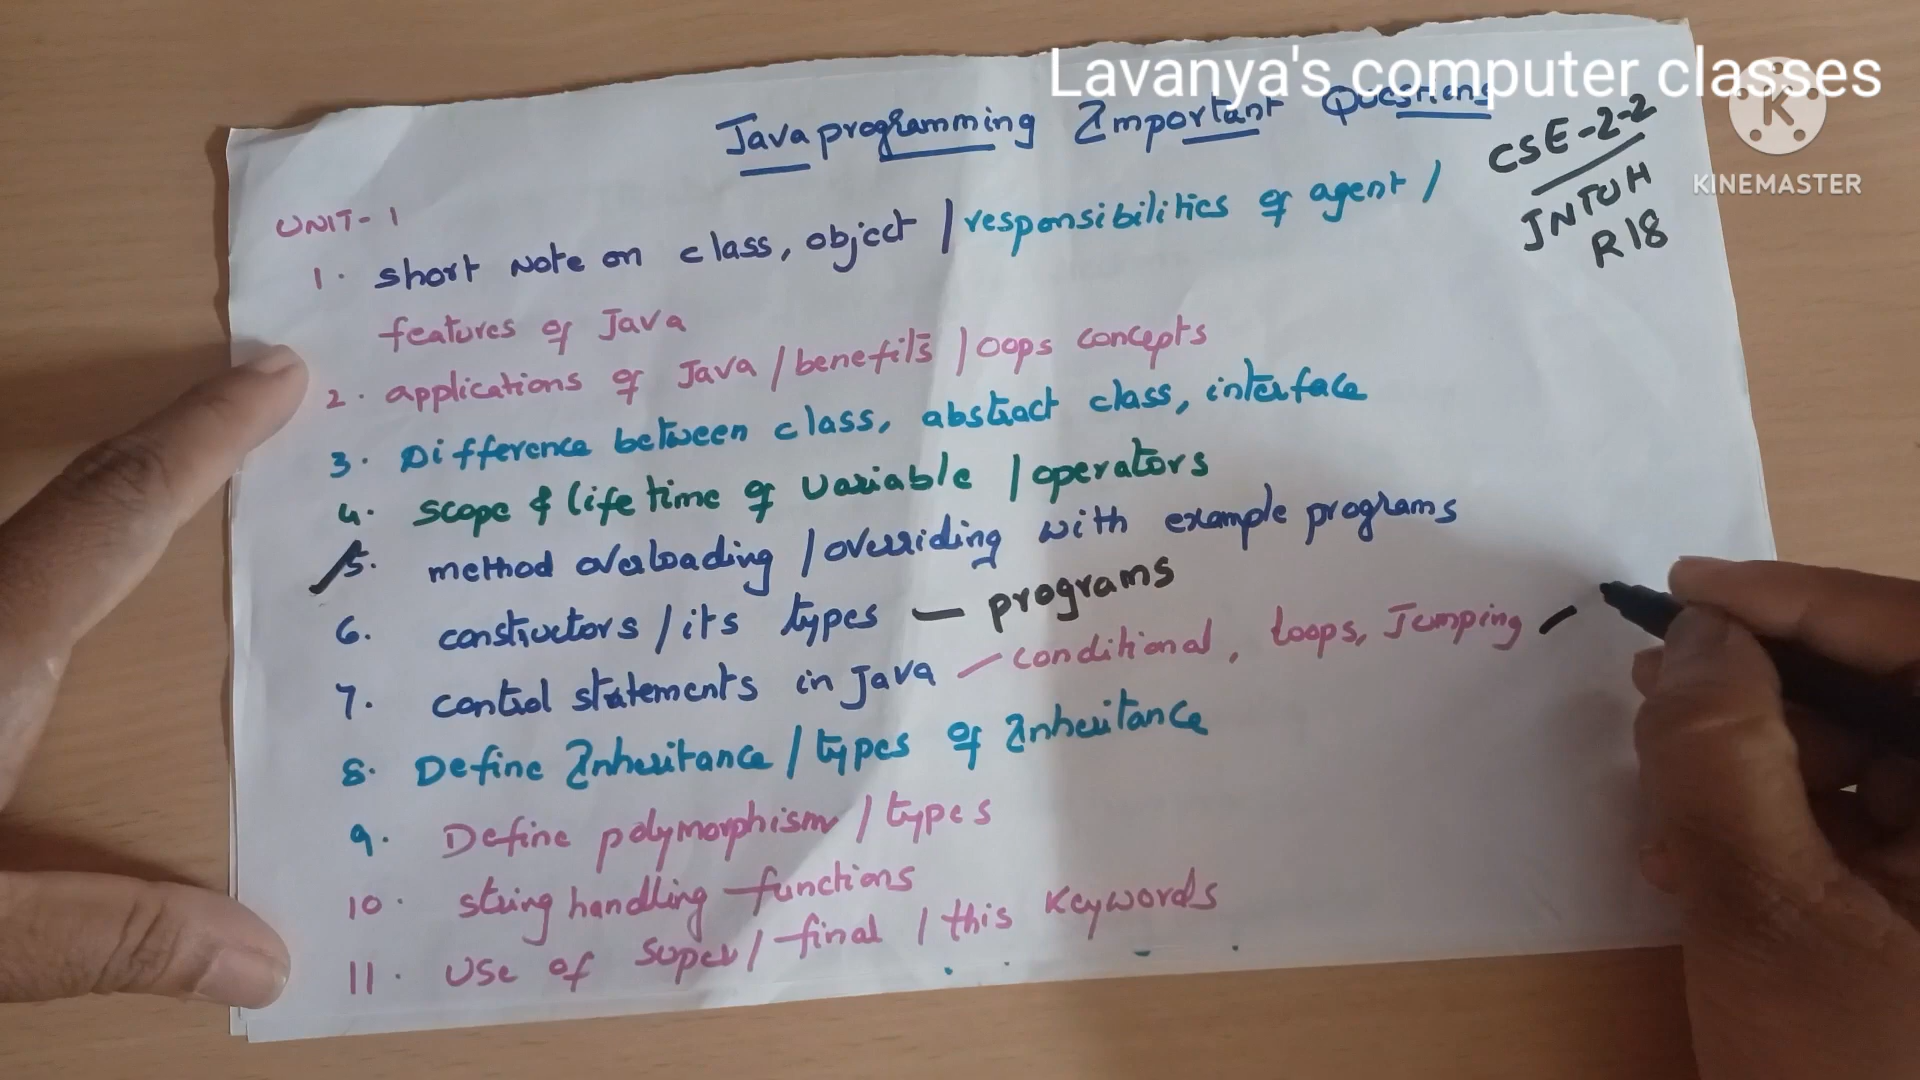 Lavanya's computer classes
KINEMASTER
Java programming Important Questions
CSE-2-2
JNTUH
R18
UNIT-1
1. short note on class, object / responsibilities of agent /
features of Java
2. applications of Java / benefits / oops concepts
3. Difference between class, abstract class, interface
4. scope & life time of variable / operators
5. method overloading / overriding with example programs
6. constructors / its types — programs
7. control statements in Java — conditional, loops, Jumping —
8. Define Inheritance / types of Inheritance
9. Define polymorphism / types
10. string handling functions
11. Use of super / final / this keywords